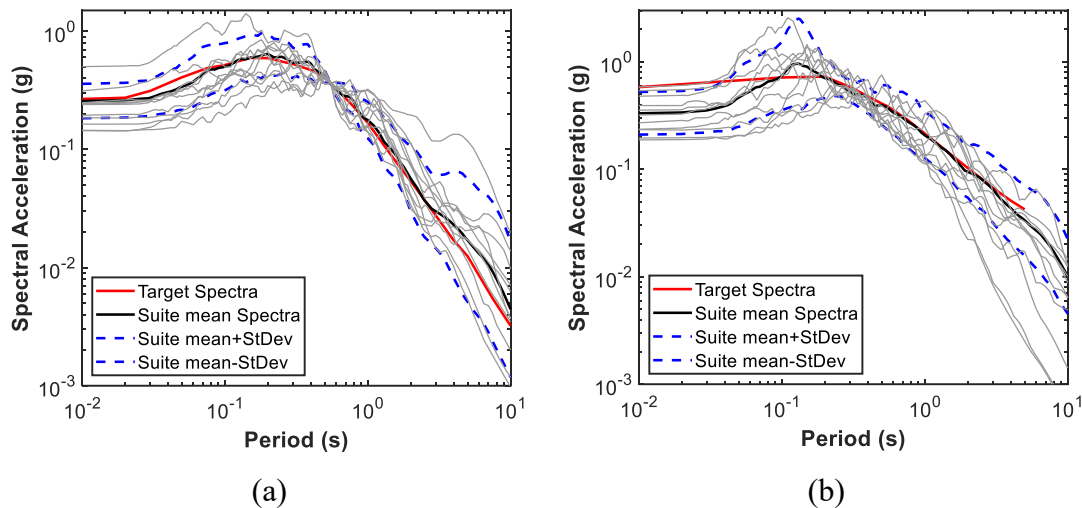 10^0
10^-1
10^-2
10^-3
Spectral Acceleration (g)
Target Spectra
Suite mean Spectra
Suite mean+StDev
Suite mean-StDev
10^-2
10^-1
10^0
10^1
Period (s)
(a)
10^0
10^-1
10^-2
10^-3
Spectral Acceleration (g)
Target Spectra
Suite mean Spectra
Suite mean+StDev
Suite mean-StDev
10^-2
10^-1
10^0
10^1
Period (s)
(b)